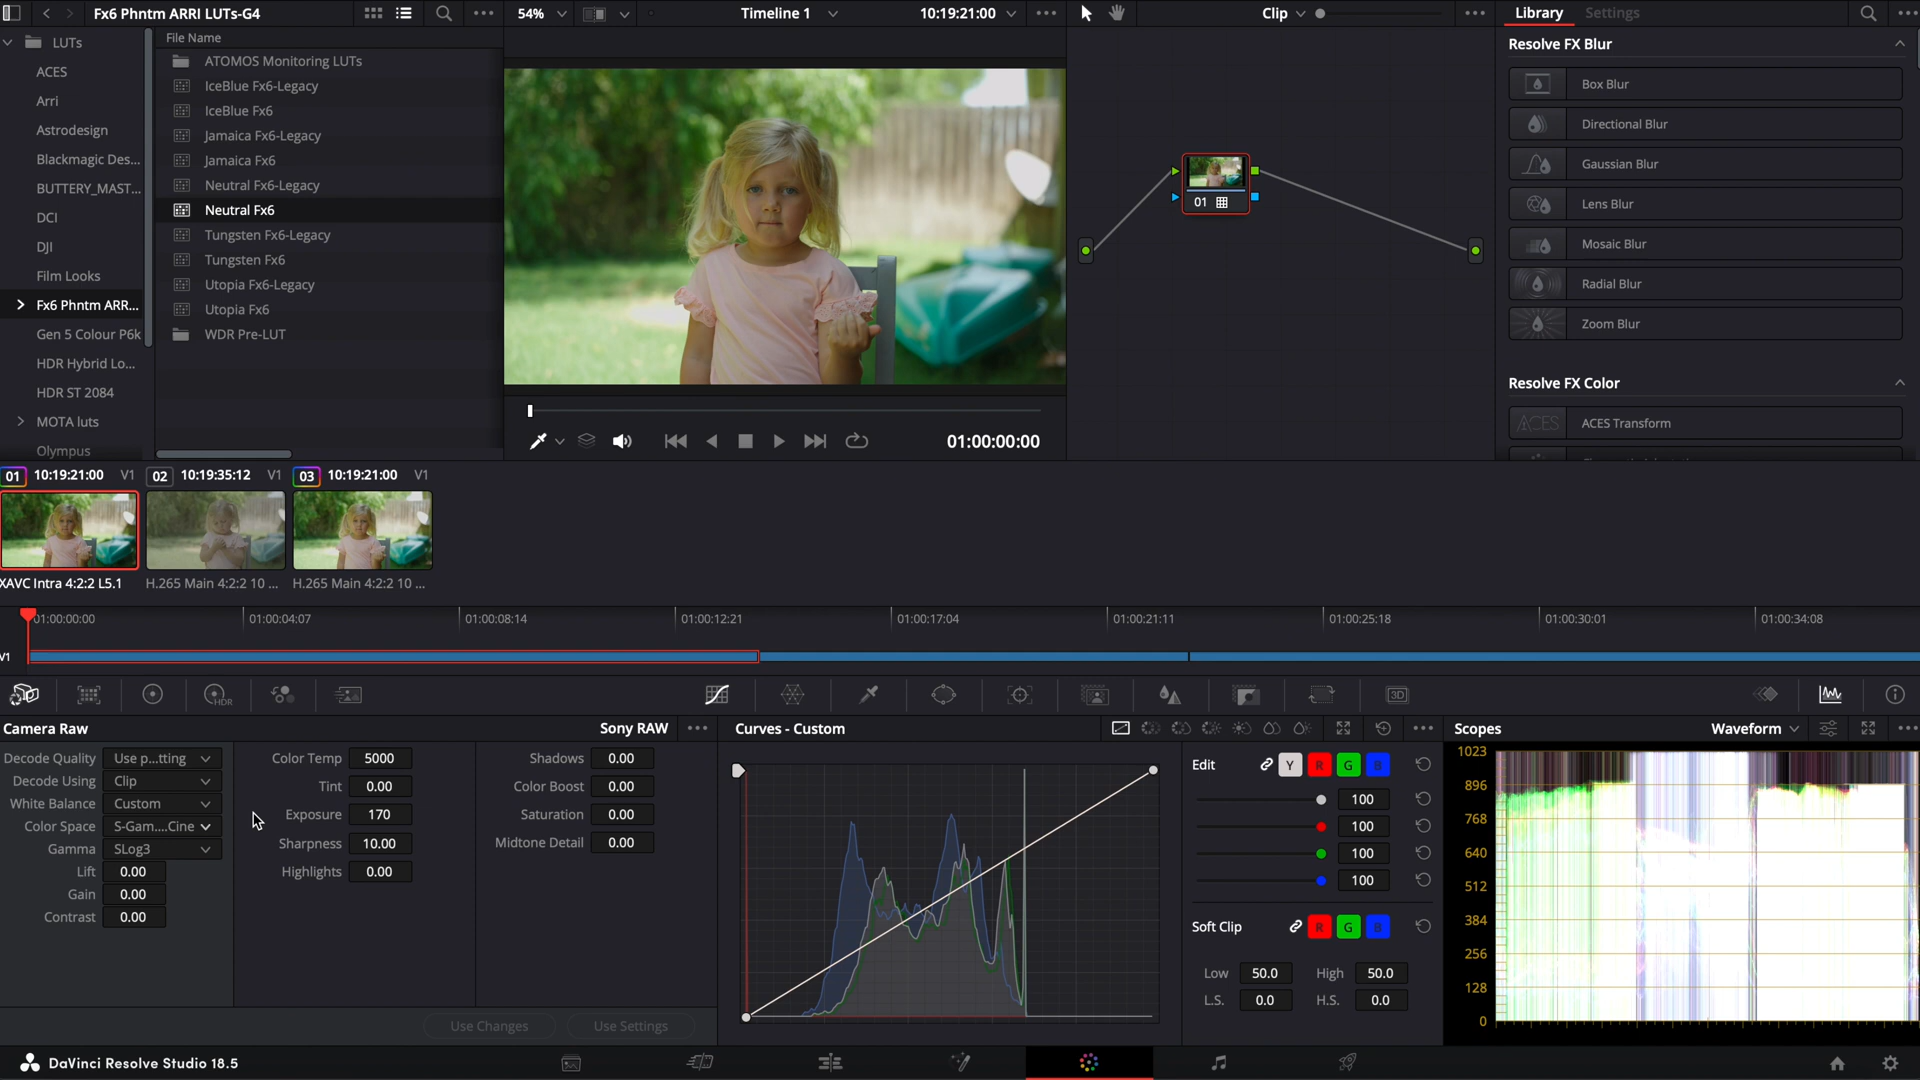 Fx6 Phntm ARRI LUTs-G4
54%
Timeline 1
10:19:21:00
Clip
Library
Settings
LUTs
ACES
Arri
Astrodesign
Blackmagic Des...
BUTTERY_MAST...
DCI
DJI
Film Looks
Fx6 Phntm ARR...
Gen 5 Colour P6k
HDR Hybrid Lo...
HDR ST 2084
MOTA luts
Olympus
File Name
ATOMOS Monitoring LUTs
IceBlue Fx6-Legacy
IceBlue Fx6
Jamaica Fx6-Legacy
Jamaica Fx6
Neutral Fx6-Legacy
Neutral Fx6
Tungsten Fx6-Legacy
Tungsten Fx6
Utopia Fx6-Legacy
Utopia Fx6
WDR Pre-LUT
01:00:00:00
01
Resolve FX Blur
Box Blur
Directional Blur
Gaussian Blur
Lens Blur
Mosaic Blur
Radial Blur
Zoom Blur
Resolve FX Color
ACES
ACES Transform
01 10:19:21:00 V1
02 10:19:35:12 V1
03 10:19:21:00 V1
XAVC Intra 4:2:2 L5.1
H.265 Main 4:2:2 10 ...
H.265 Main 4:2:2 10 ...
01:00:00:00
01:00:04:07
01:00:08:14
01:00:12:21
01:00:17:04
01:00:21:11
01:00:25:18
01:00:30:01
01:00:34:08
V1
HDR
3D
Camera Raw
Sony RAW
Decode Quality Use p...tting
Decode Using Clip
White Balance Custom
Color Space S-Gam....Cine
Gamma SLog3
Lift 0.00
Gain 0.00
Contrast 0.00
Color Temp 5000
Tint 0.00
Exposure 170
Sharpness 10.00
Highlights 0.00
Shadows 0.00
Color Boost 0.00
Saturation 0.00
Midtone Detail 0.00
Use Changes
Use Settings
Curves - Custom
Edit Y R G B
100
100
100
100
Soft Clip R G B
Low 50.0 High 50.0
L.S. 0.0 H.S. 0.0
Scopes
Waveform
1023
896
768
640
512
384
256
128
0
DaVinci Resolve Studio 18.5